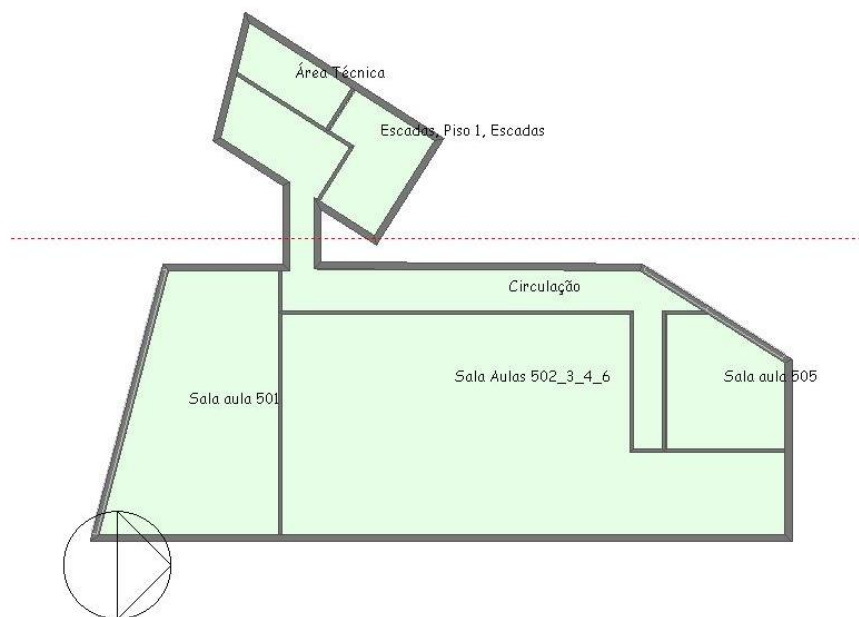 Área Técnica
Escadas, Piso 1, Escadas
Circulação
Sala Aulas 502_3_4_6
Sala aula 505
Sala aula 501